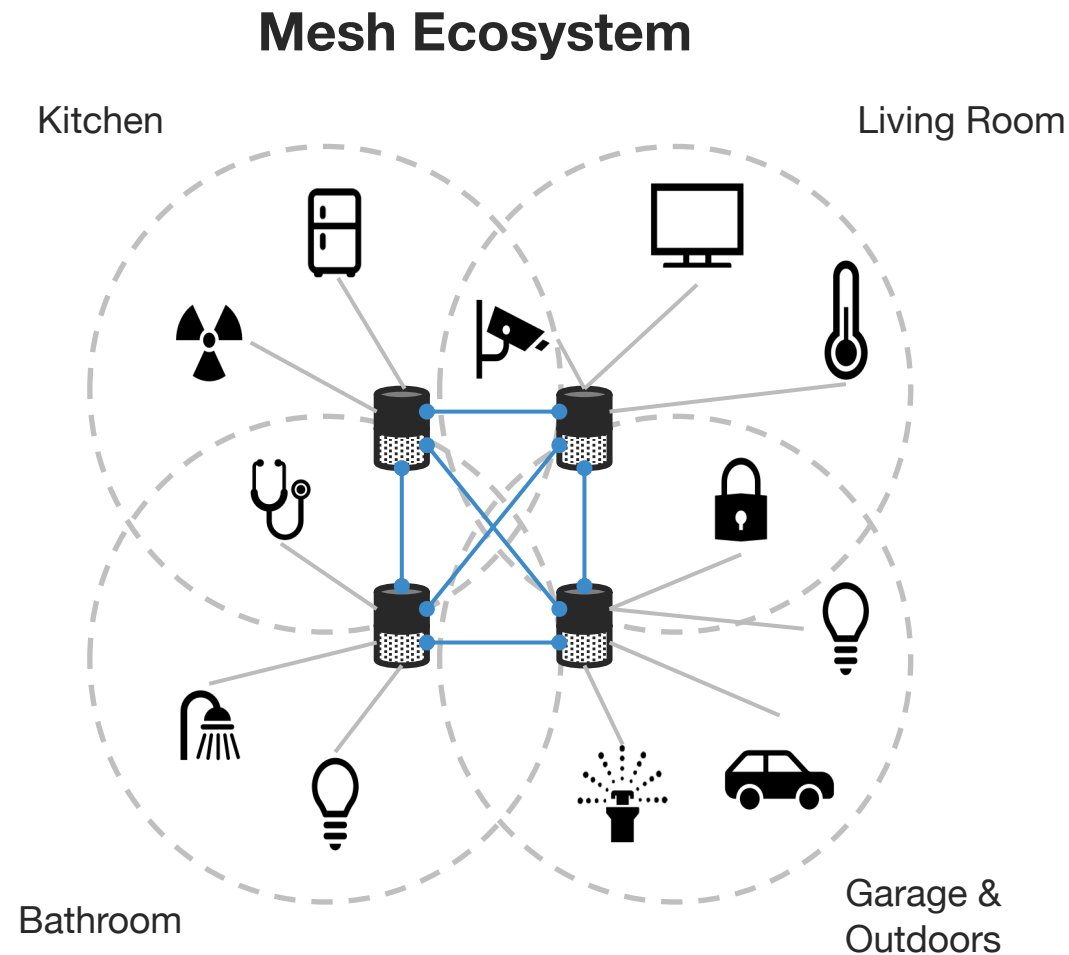 Mesh Ecosystem
Kitchen
Living Room
Bathroom
Garage &
Outdoors